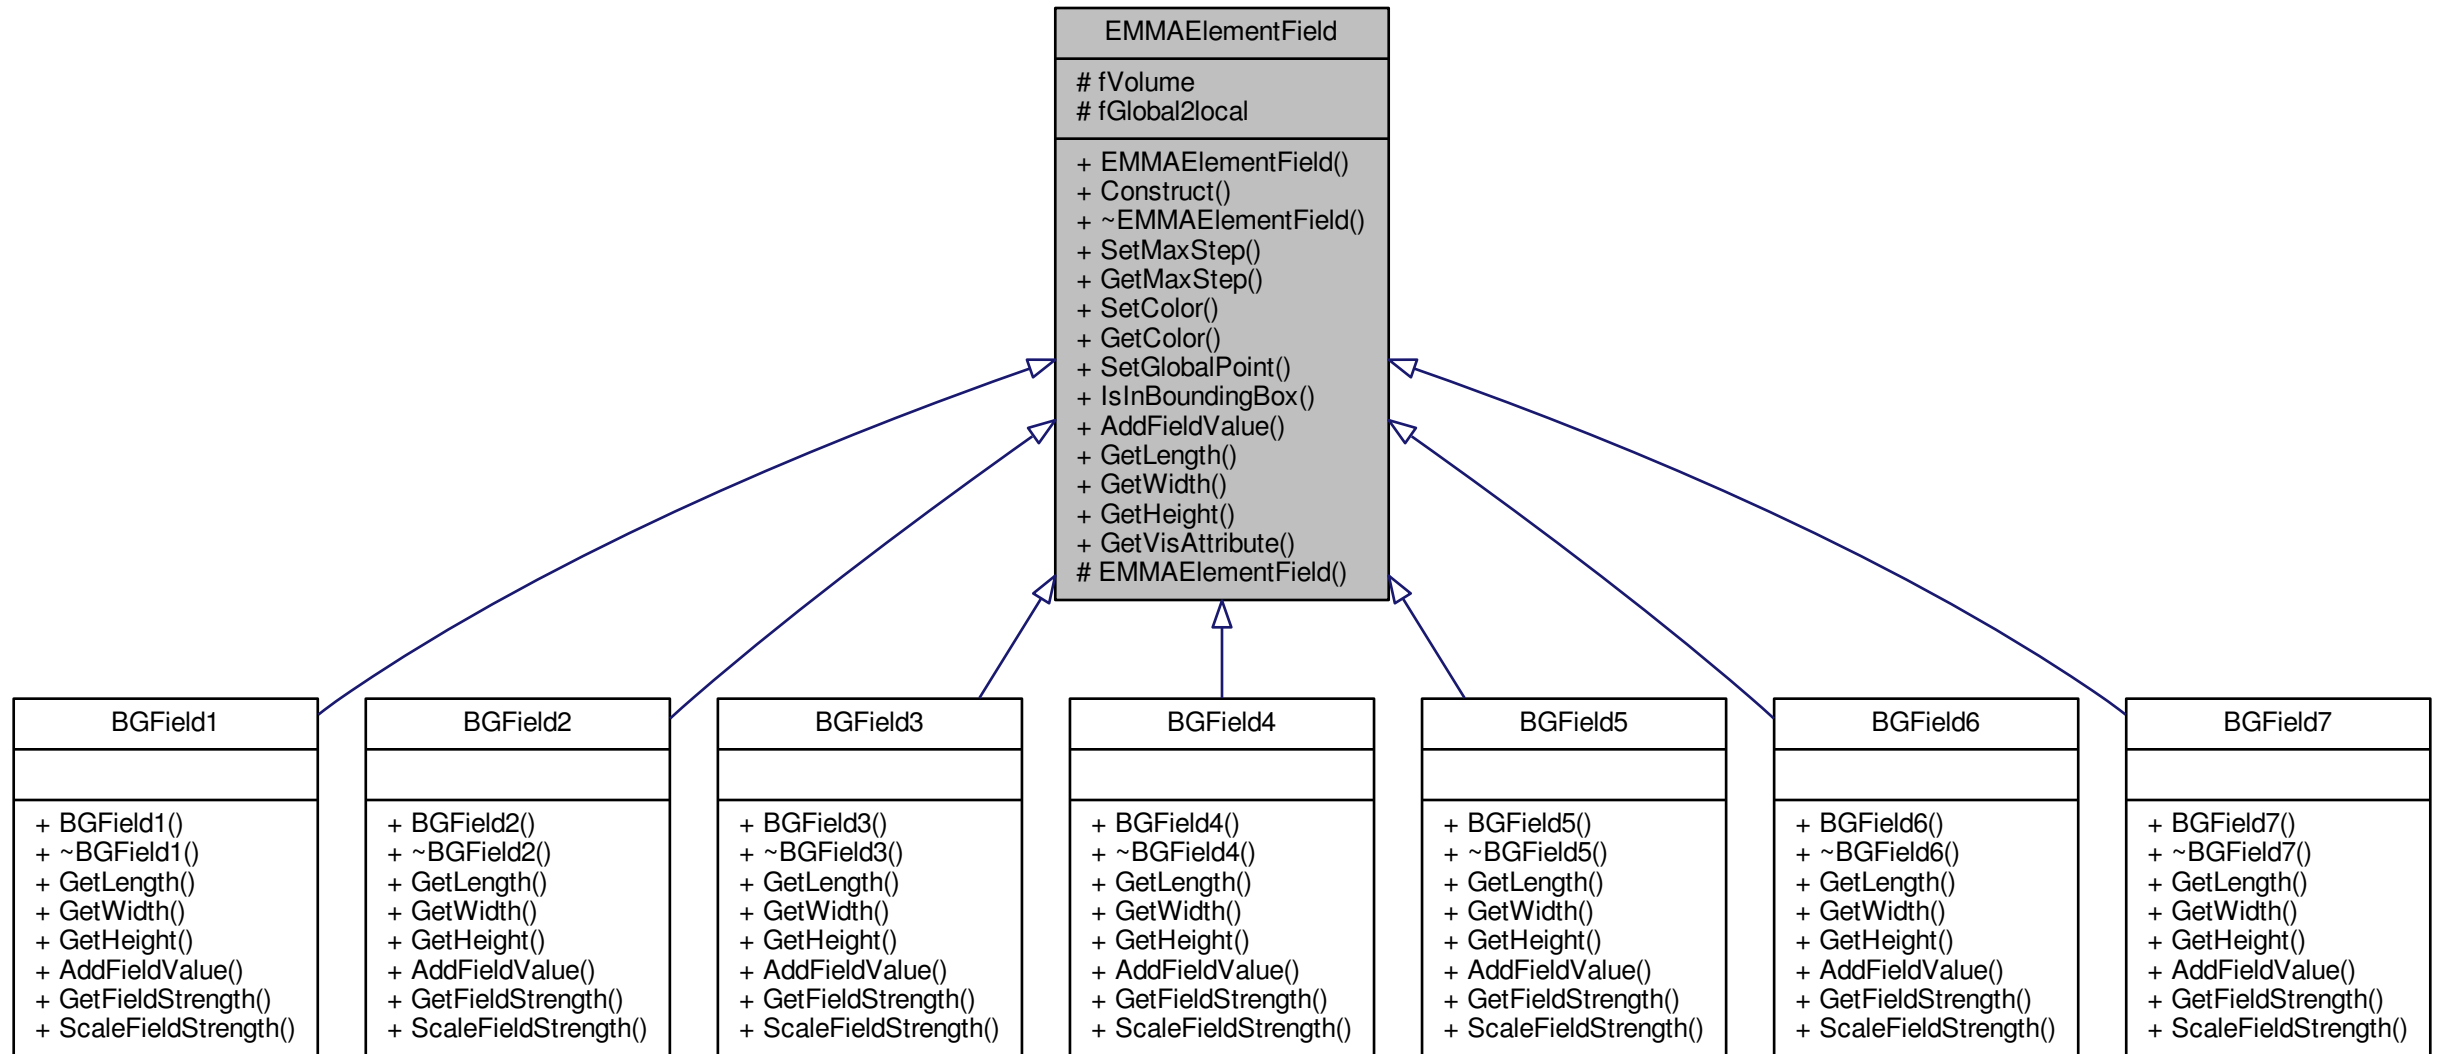 EMMAElementField
# fVolume
# fGlobal2local
+ EMMAElementField()
+ Construct()
+ ~EMMAElementField()
+ SetMaxStep()
+ GetMaxStep()
+ SetColor()
+ GetColor()
+ SetGlobalPoint()
+ IsInBoundingBox()
+ AddFieldValue()
+ GetLength()
+ GetWidth()
+ GetHeight()
+ GetVisAttribute()
# EMMAElementField()
BGField1
+ BGField1()
+ ~BGField1()
+ GetLength()
+ GetWidth()
+ GetHeight()
+ AddFieldValue()
+ GetFieldStrength()
+ ScaleFieldStrength()
BGField2
+ BGField2()
+ ~BGField2()
+ GetLength()
+ GetWidth()
+ GetHeight()
+ AddFieldValue()
+ GetFieldStrength()
+ ScaleFieldStrength()
BGField3
+ BGField3()
+ ~BGField3()
+ GetLength()
+ GetWidth()
+ GetHeight()
+ AddFieldValue()
+ GetFieldStrength()
+ ScaleFieldStrength()
BGField4
+ BGField4()
+ ~BGField4()
+ GetLength()
+ GetWidth()
+ GetHeight()
+ AddFieldValue()
+ GetFieldStrength()
+ ScaleFieldStrength()
BGField5
+ BGField5()
+ ~BGField5()
+ GetLength()
+ GetWidth()
+ GetHeight()
+ AddFieldValue()
+ GetFieldStrength()
+ ScaleFieldStrength()
BGField6
+ BGField6()
+ ~BGField6()
+ GetLength()
+ GetWidth()
+ GetHeight()
+ AddFieldValue()
+ GetFieldStrength()
+ ScaleFieldStrength()
BGField7
+ BGField7()
+ ~BGField7()
+ GetLength()
+ GetWidth()
+ GetHeight()
+ AddFieldValue()
+ GetFieldStrength()
+ ScaleFieldStrength()